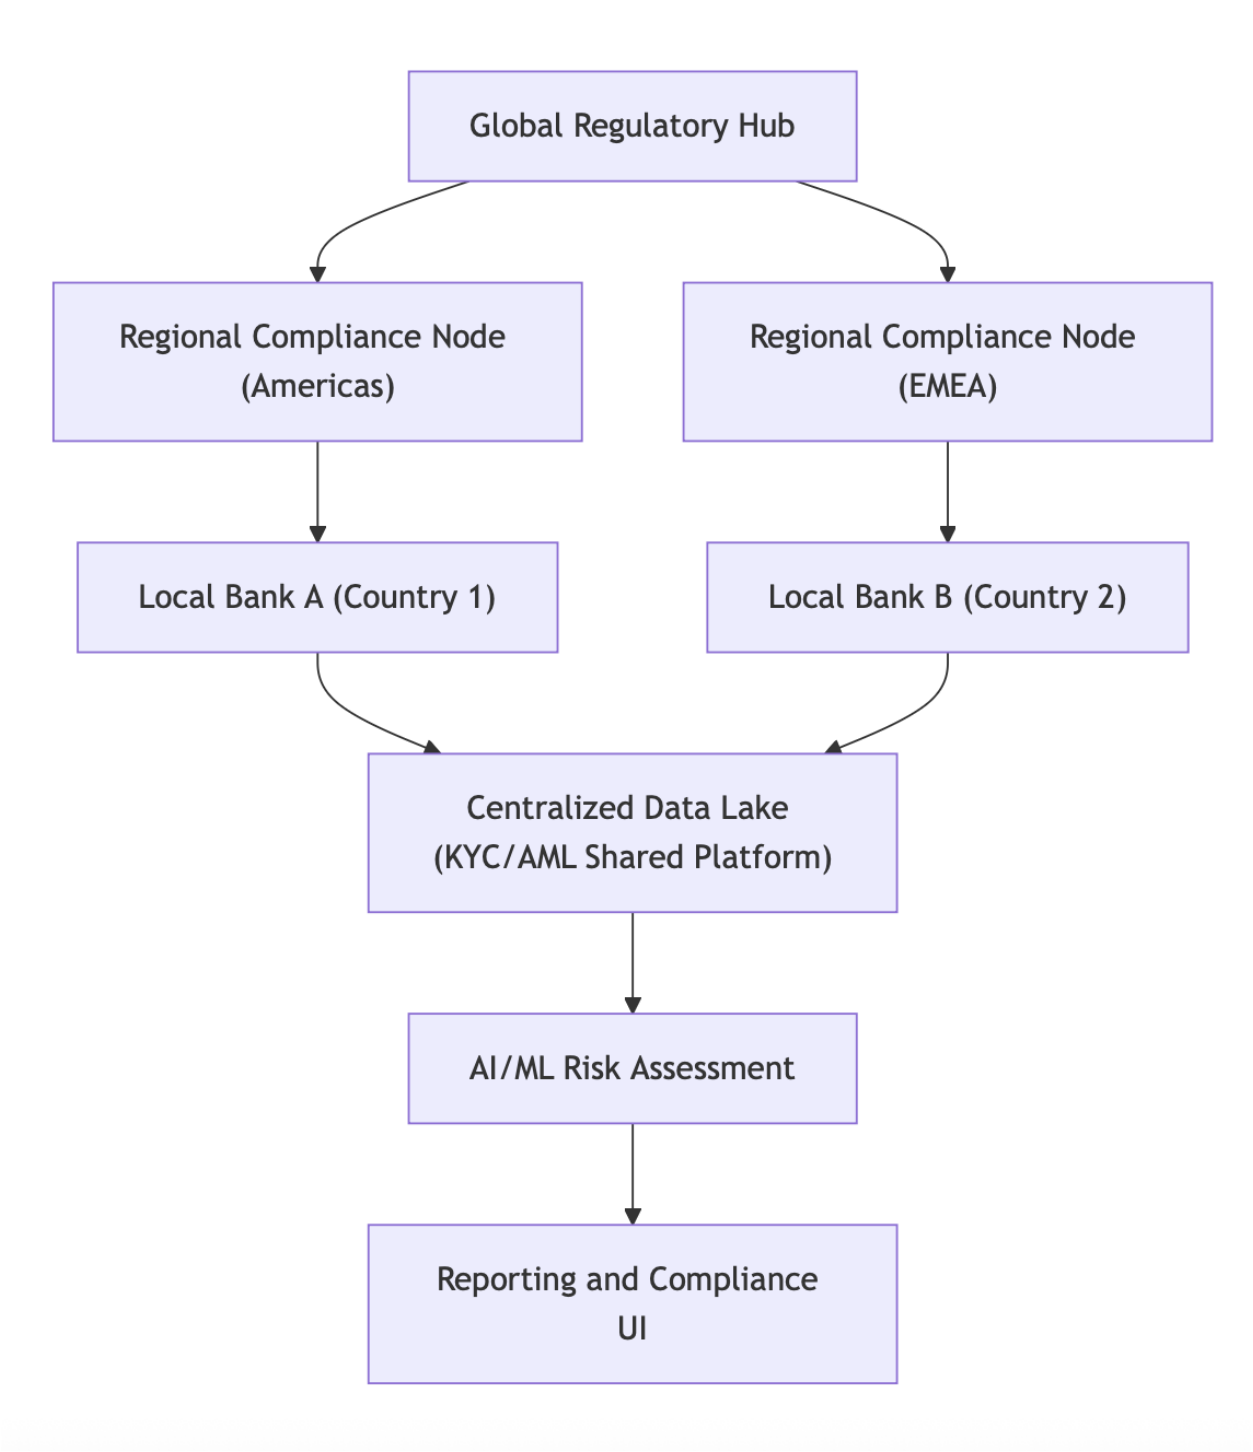 Global Regulatory Hub
Regional Compliance Node
(Americas)
Regional Compliance Node
(EMEA)
Local Bank A (Country 1)
Local Bank B (Country 2)
Centralized Data Lake
(KYC/AML Shared Platform)
AI/ML Risk Assessment
Reporting and Compliance
UI